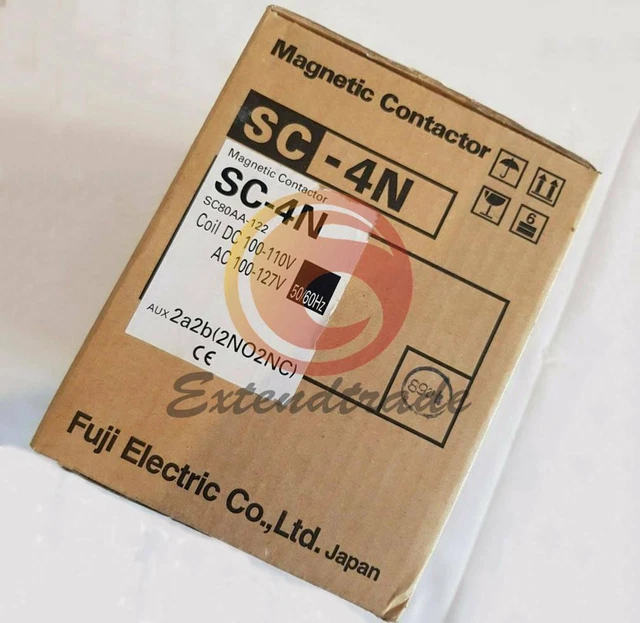 Magnetic Contactor
SC-4N
6
Magnetic Contactor
SC-4N
SC80AA-122
Coil DC 100-110V
AC 100-127V
50/60Hz
AUX 2a2b(2NO2NC)
CE
Extendtrade
Fuji Electric Co.,Ltd. Japan